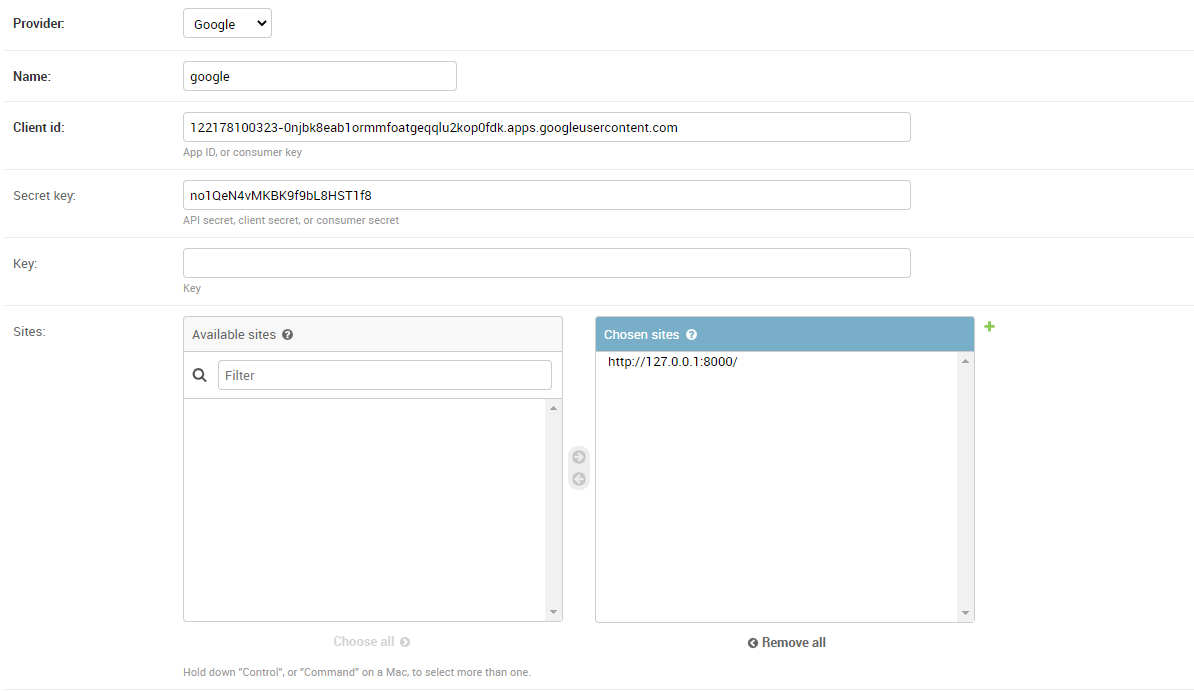 Provider:
Google
Name:
google
Client id:
122178100323-0njbk8eab1ormmfoatgeqqlu2kop0fdk.apps.googleusercontent.com
App ID, or consumer key
Secret key:
no1QeN4vMKBK9f9bL8HST1f8
API secret, client secret, or consumer secret
Key:
Key
Sites:
Available sites
Chosen sites
Filter
http://127.0.0.1:8000/
Choose all
Remove all
Hold down "Control", or "Command" on a Mac, to select more than one.